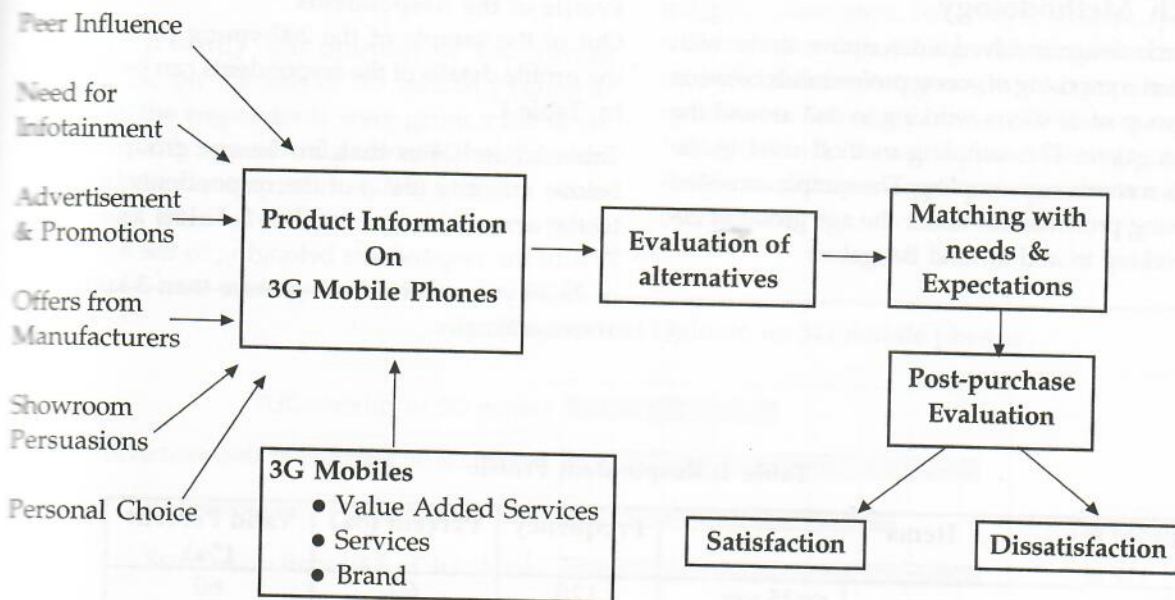 Peer Influence
Need for
Infotainment
Advertisement
& Promotions
Offers from
Manufacturers
Showroom
Persuasions
Personal Choice
Product Information
On
3G Mobile Phones
3G Mobiles
● Value Added Services
● Services
● Brand
Evaluation of
alternatives
Matching with
needs &
Expectations
Post-purchase
Evaluation
Satisfaction
Dissatisfaction